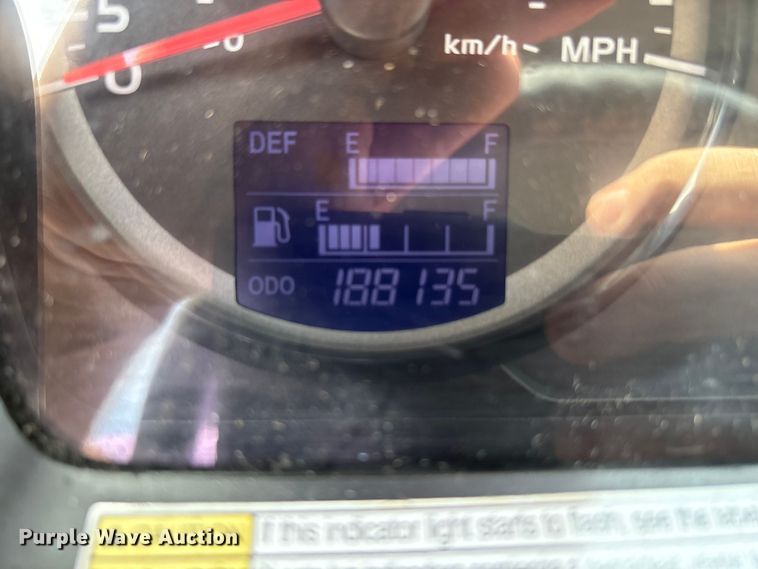 5
0
0
km/h
MPH
DEF E F
E F
ODO 188135
If this indicator light starts to flash, see the
Purple Wave Auction